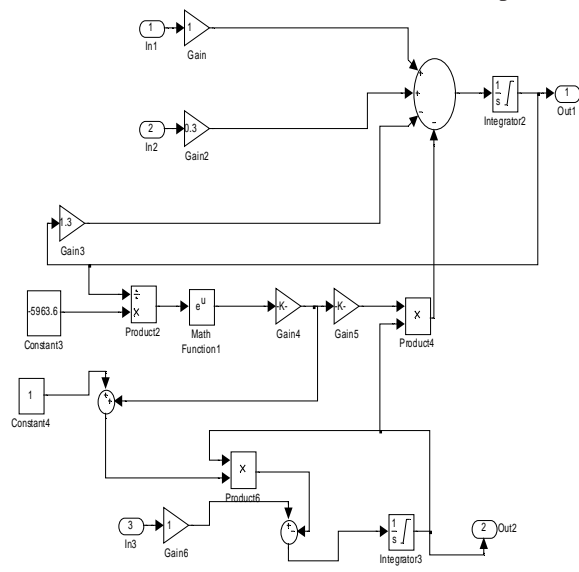 1
In1
1
Gain
2
In2
0.3
Gain2
+
+
−
−
1
s
Integrator2
1
Out1
1.3
Gain3
-5963.6
Constant3
÷
X
Product2
e^u
Math
Function1
-K-
Gain4
-K-
Gain5
X
Product4
1
Constant4
+
+
X
Product6
3
In3
1
Gain6
+
−
1
s
Integrator3
2
Out2